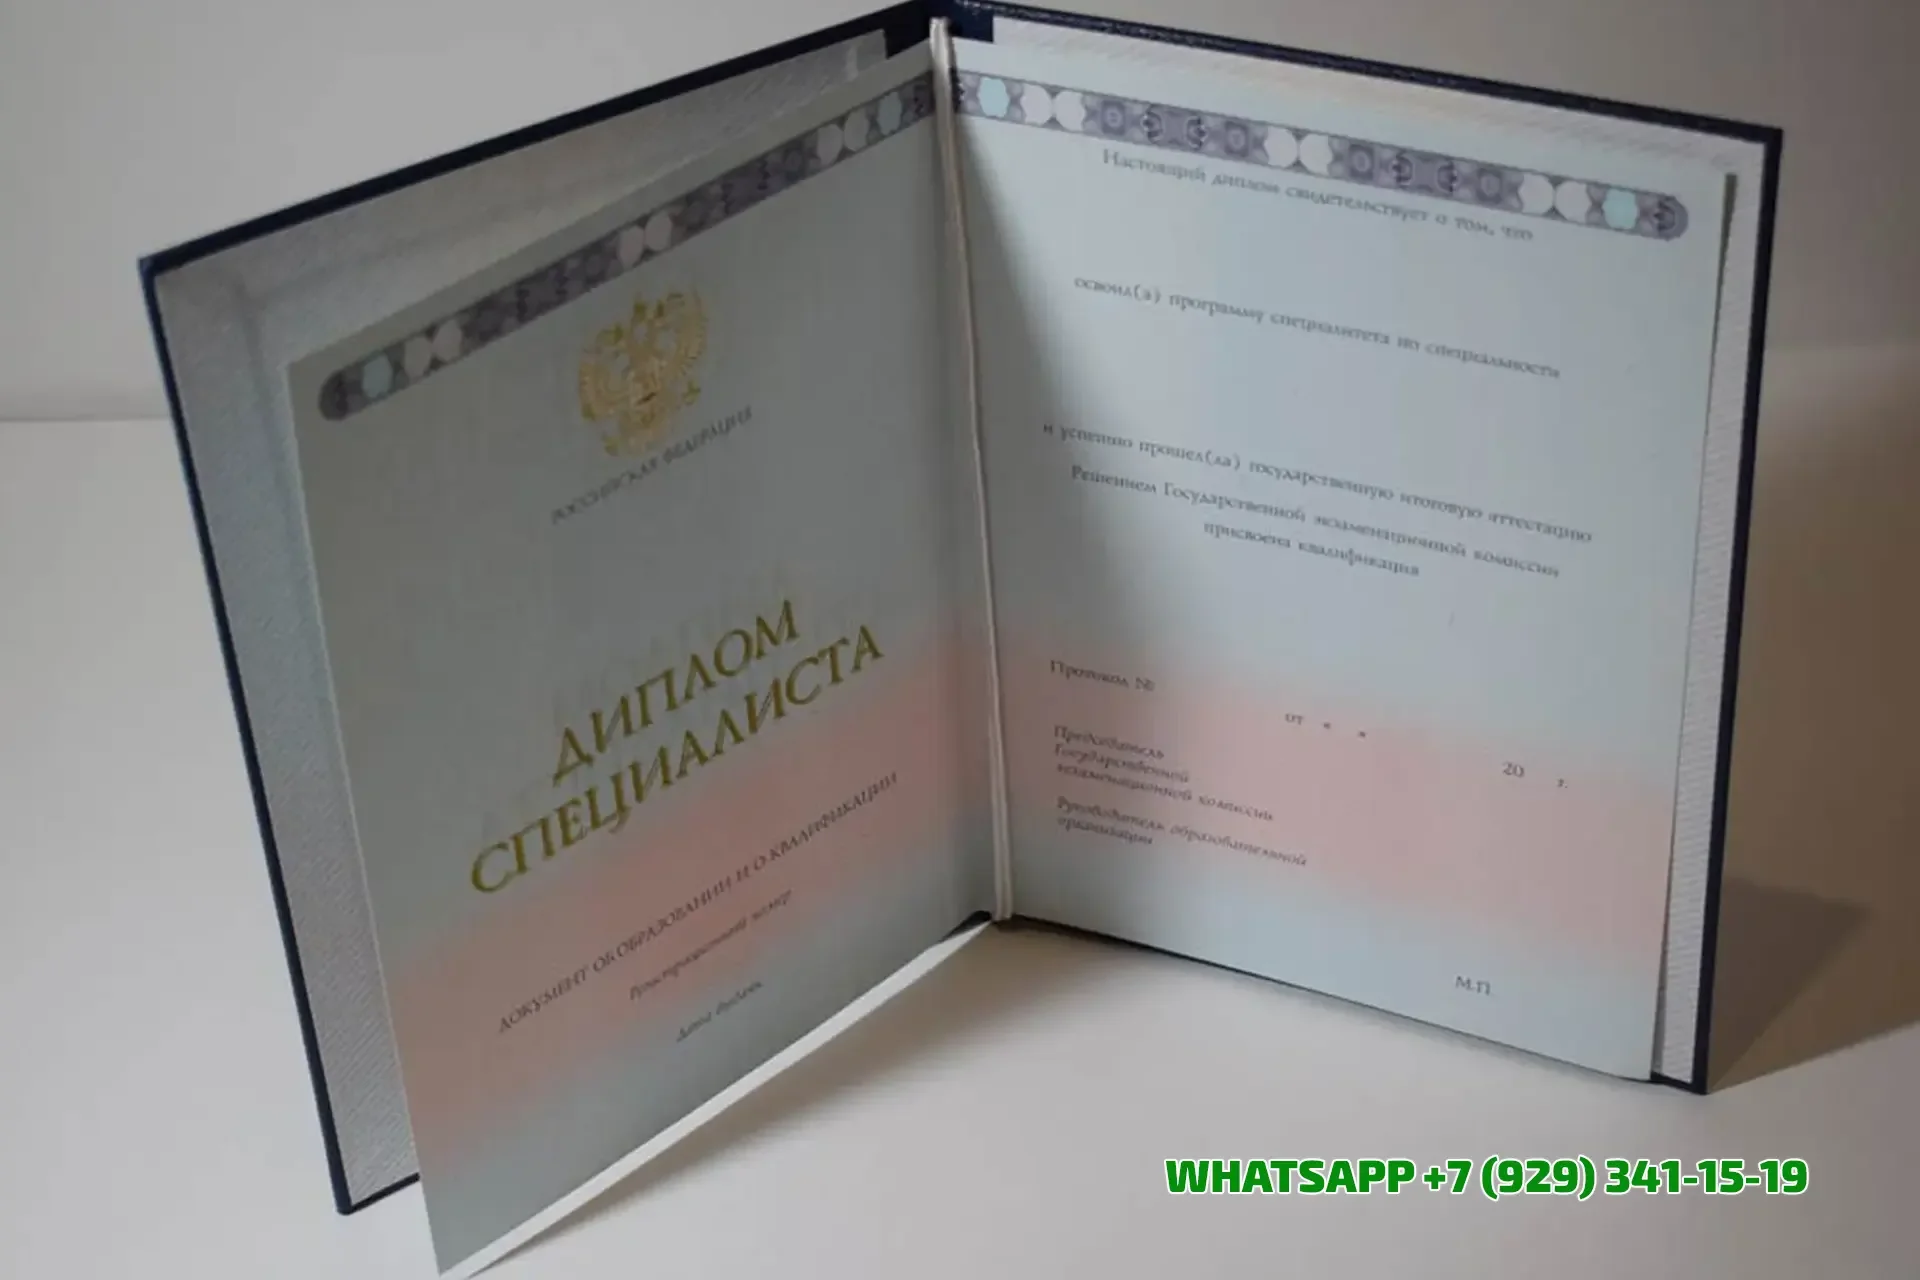 РОССИЙСКАЯ ФЕДЕРАЦИЯ
ДИПЛОМ
СПЕЦИАЛИСТА
ДОКУМЕНТ ОБ ОБРАЗОВАНИИ И О КВАЛИФИКАЦИИ
Регистрационный номер
Дата выдачи
Настоящий диплом свидетельствует о том, что
освоил(а) программу специалитета по специальности
и успешно прошел(ла) государственную итоговую аттестацию
Решением Государственной экзаменационной комиссии
присвоена квалификация
Протокол №
от « »
20 г.
Председатель
Государственной
экзаменационной комиссии
Руководитель образовательной
организации
М.П.
WHATSAPP +7 (929) 341-15-19